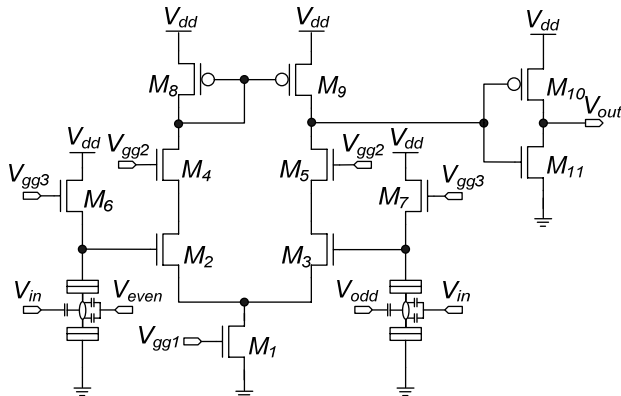 Vdd Vdd Vdd
M8 M9 M10
Vout
Vdd Vgg2 Vgg2 Vdd
M4 M5 M11
Vgg3 M6 M7 Vgg3
M2 M3
Vin Veven Vodd Vin
Vgg1 M1